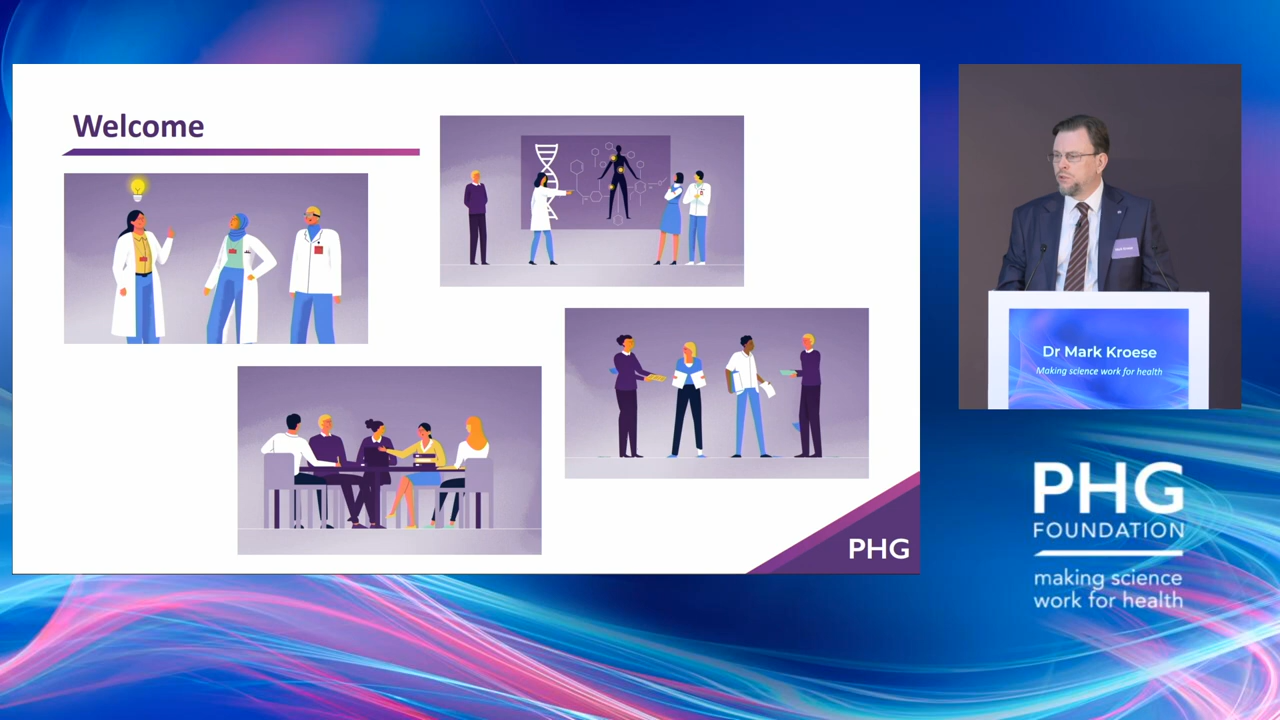 Welcome
PHG
Dr Mark Kroese
Making science work for health
PHG
FOUNDATION
making science
work for health